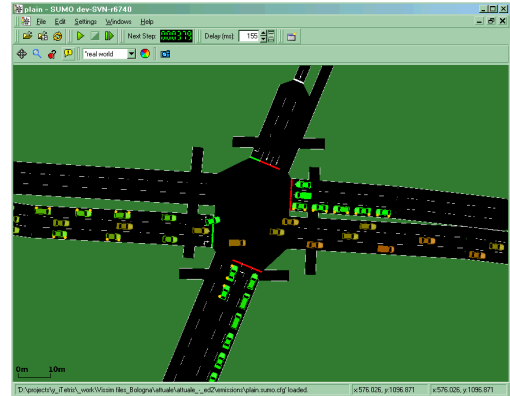 plain - SUMO dev-SVN-r6740
File Edit Settings Windows Help
Next Step: Delay (ms): 155
"real world
0m 10m
'D:\projects\y_iTetris\_work\Vissim files_Bologna\attuale\attuale_-_ed2\emissions\plain.sumo.cfg' loaded. x:576.026, y:1096.871 x:576.026, y:1096.871